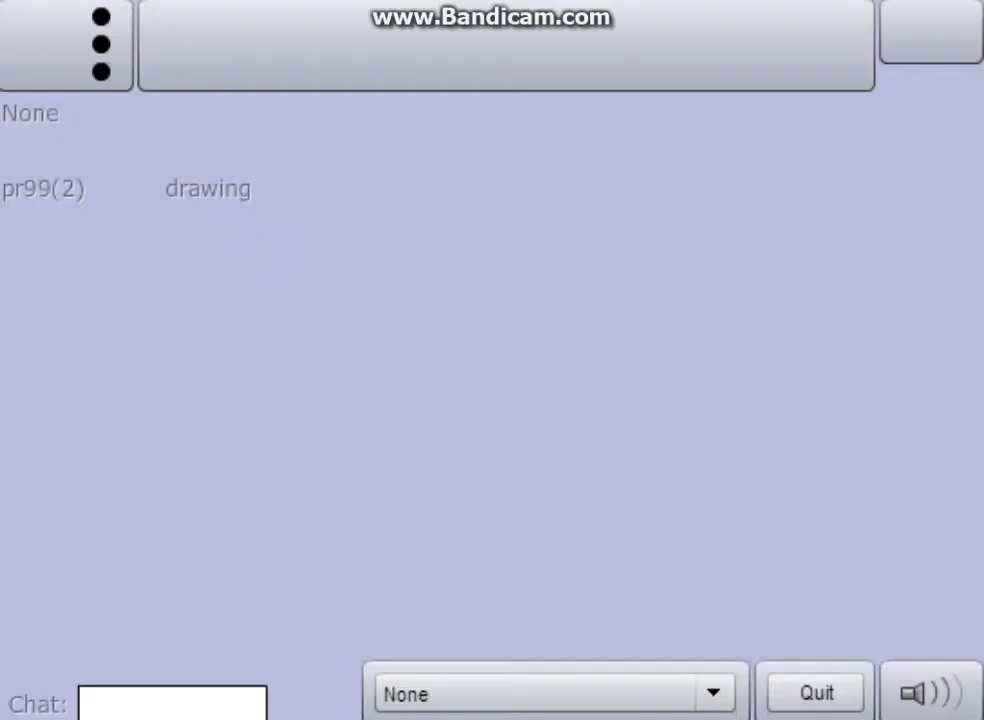 www.Bandicam.com
None
pr99(2) drawing
Chat:
None
Quit